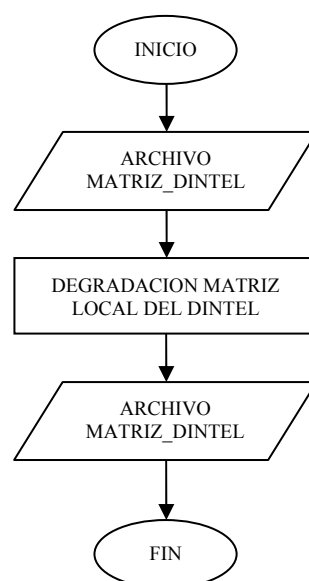 INICIO
ARCHIVO
MATRIZ_DINTEL
DEGRADACION MATRIZ
LOCAL DEL DINTEL
ARCHIVO
MATRIZ_DINTEL
FIN